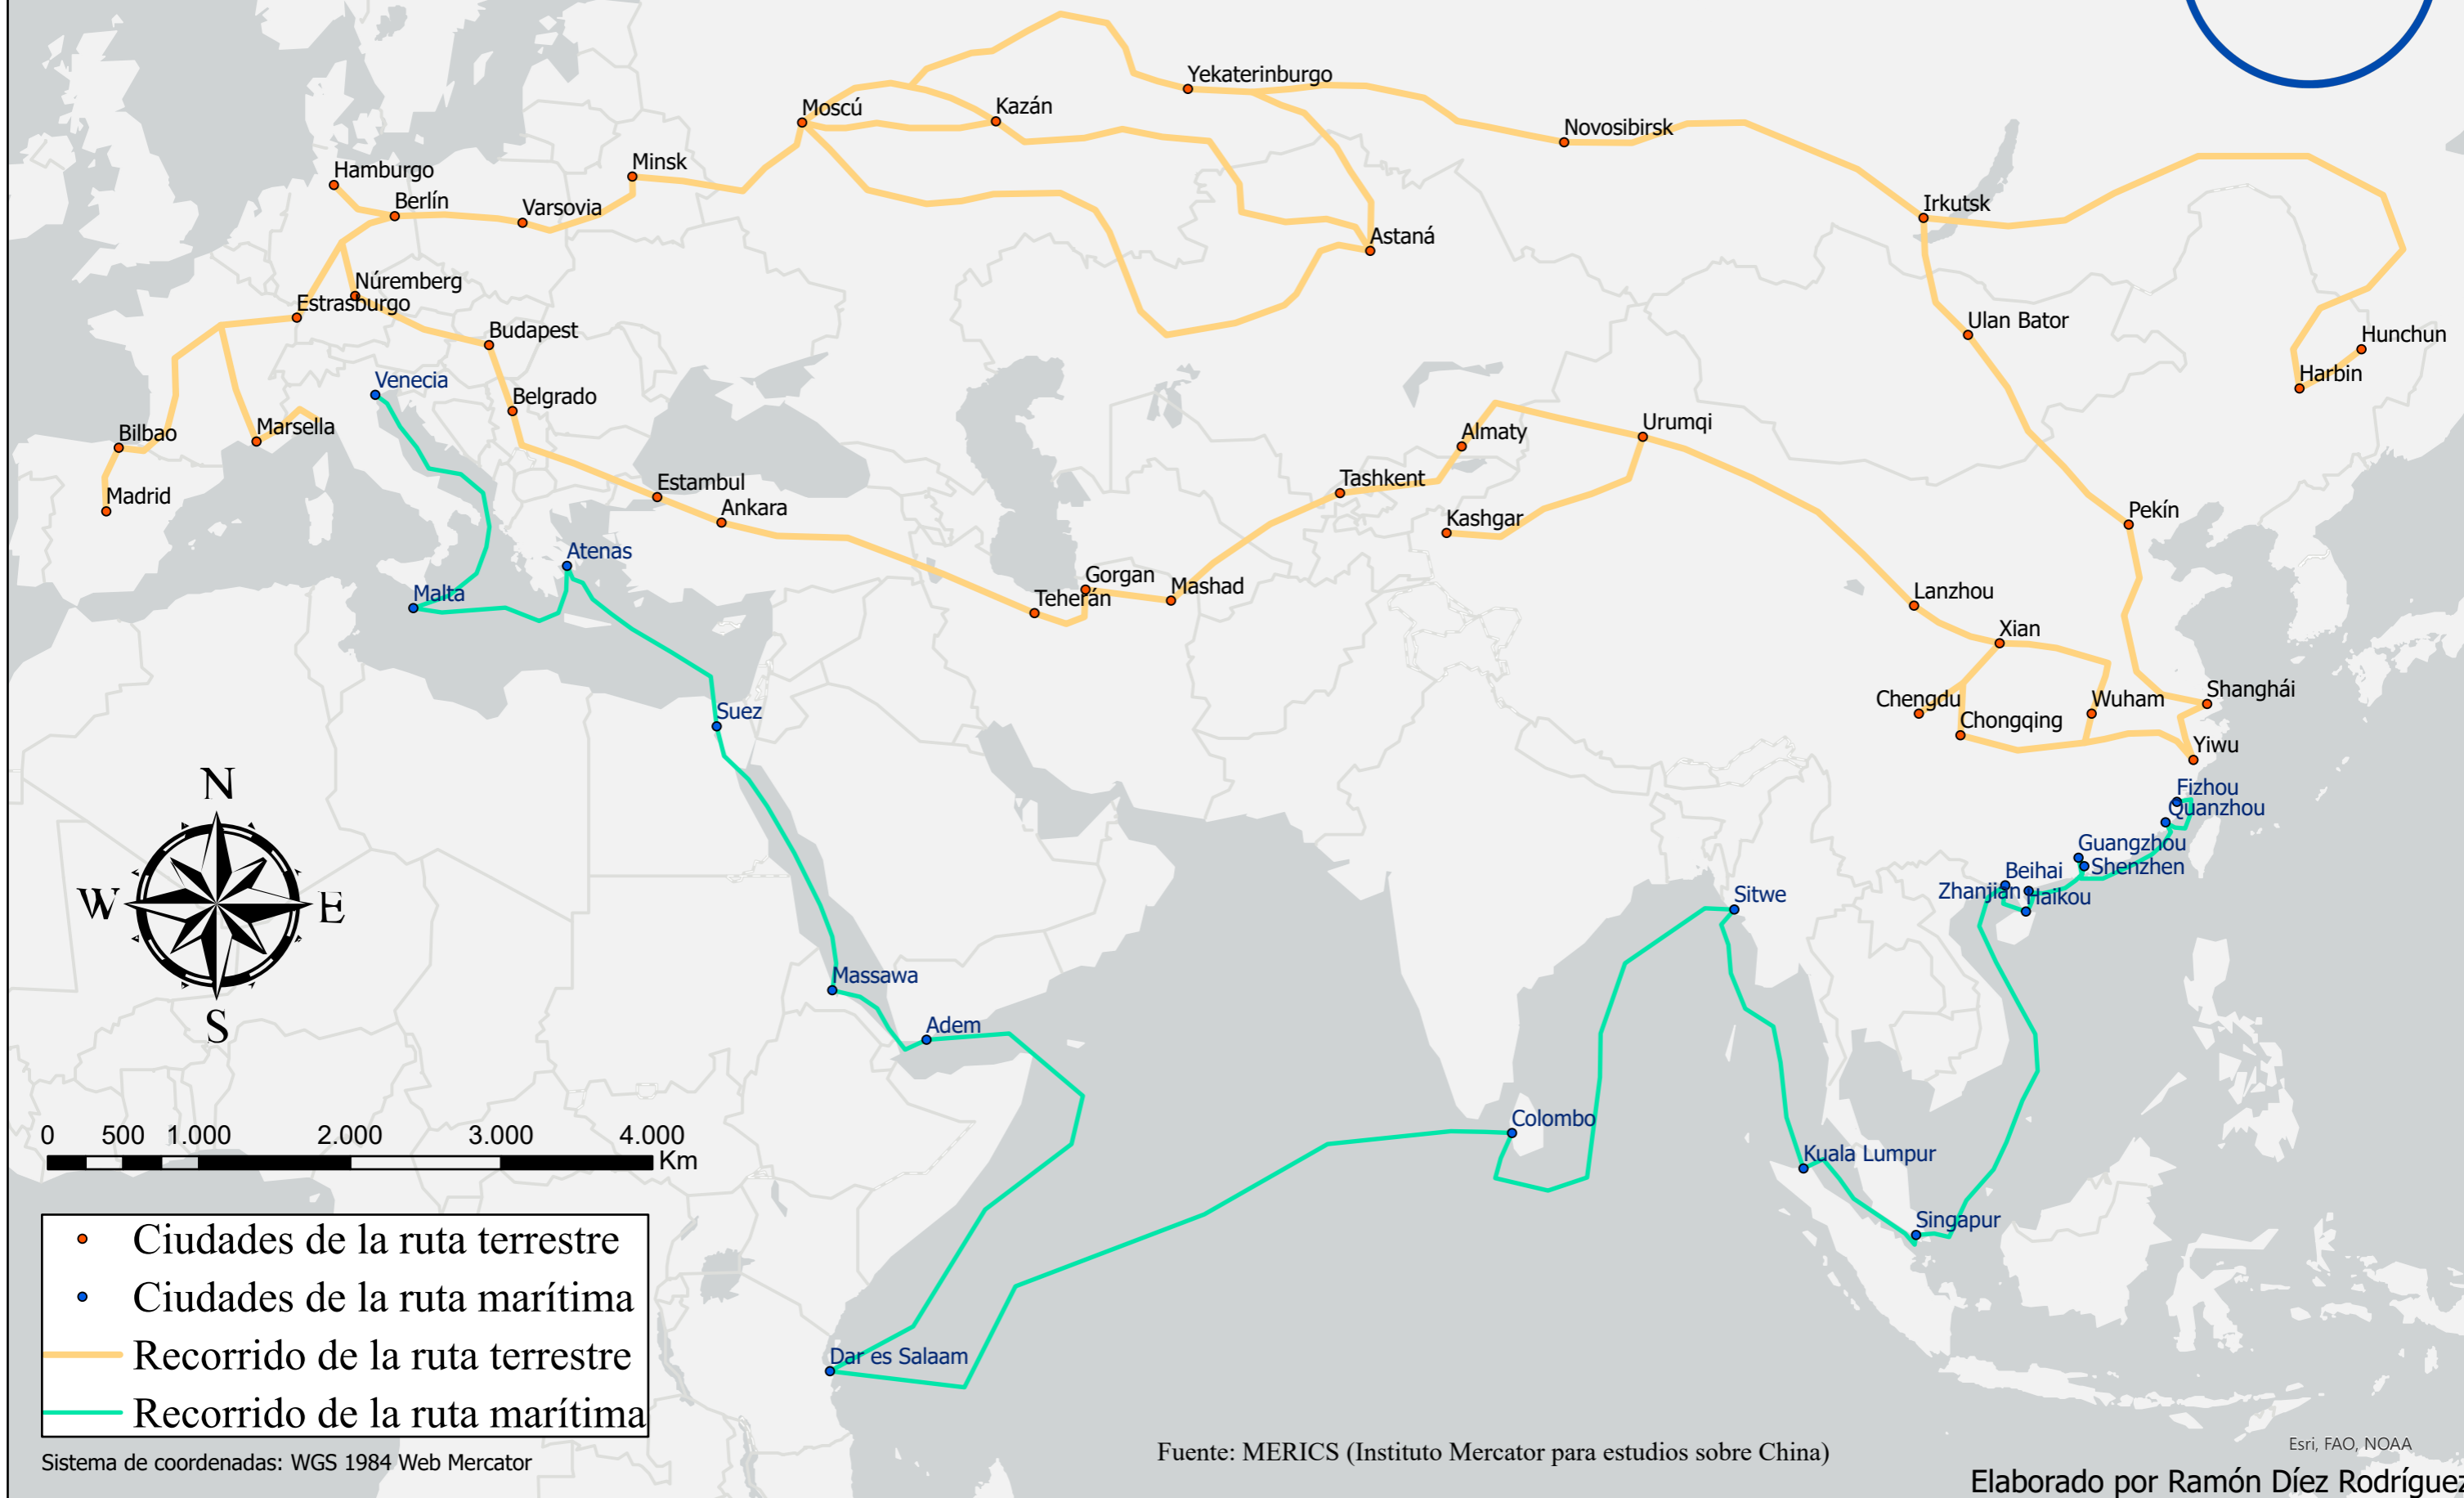 Yekaterinburgo
Moscú
Kazán
Novosibirsk
Minsk
Hamburgo
Berlín
Varsovia
Irkutsk
Astaná
Núremberg
Estrasburgo
Budapest
Ulan Bator
Hunchun
Harbin
Venecia
Belgrado
Bilbao
Marsella
Almaty
Urumqi
Madrid
Estambul
Ankara
Tashkent
Kashgar
Pekín
Atenas
Malta
Teherán
Gorgan
Mashad
Lanzhou
Xian
Suez
Chengdu
Chongqing
Wuham
Shanghái
Yiwu
Fizhou
Quanzhou
Guangzhou
Shenzhen
Beihai
Zhanjian
Haikou
Sitwe
N
W
E
S
Massawa
Adem
Colombo
Kuala Lumpur
Singapur
Dar es Salaam
0 500 1.000 2.000 3.000 4.000
Km
Ciudades de la ruta terrestre
Ciudades de la ruta marítima
Recorrido de la ruta terrestre
Recorrido de la ruta marítima
Sistema de coordenadas: WGS 1984 Web Mercator
Fuente: MERICS (Instituto Mercator para estudios sobre China)
Esri, FAO, NOAA
Elaborado por Ramón Díez Rodríguez